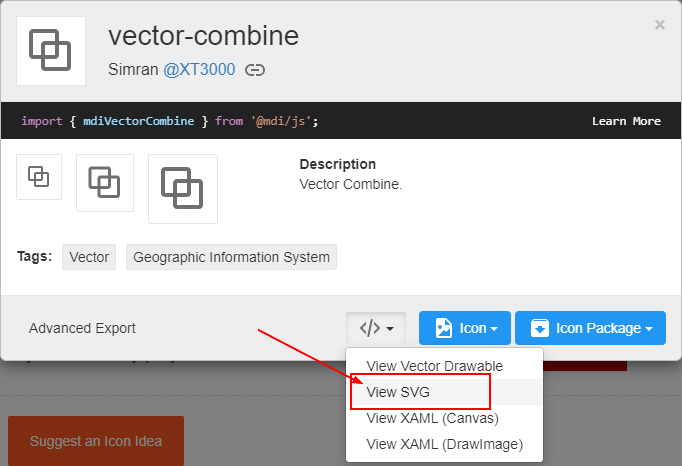 vector-combine
×
Simran @XT3000
import { mdiVectorCombine } from '@mdi/js';
Learn More
Description
Vector Combine.
Tags: Vector Geographic Information System
Advanced Export
</> Icon Icon Package
View Vector Drawable
View SVG
View XAML (Canvas)
View XAML (DrawImage)
Suggest an Icon Idea